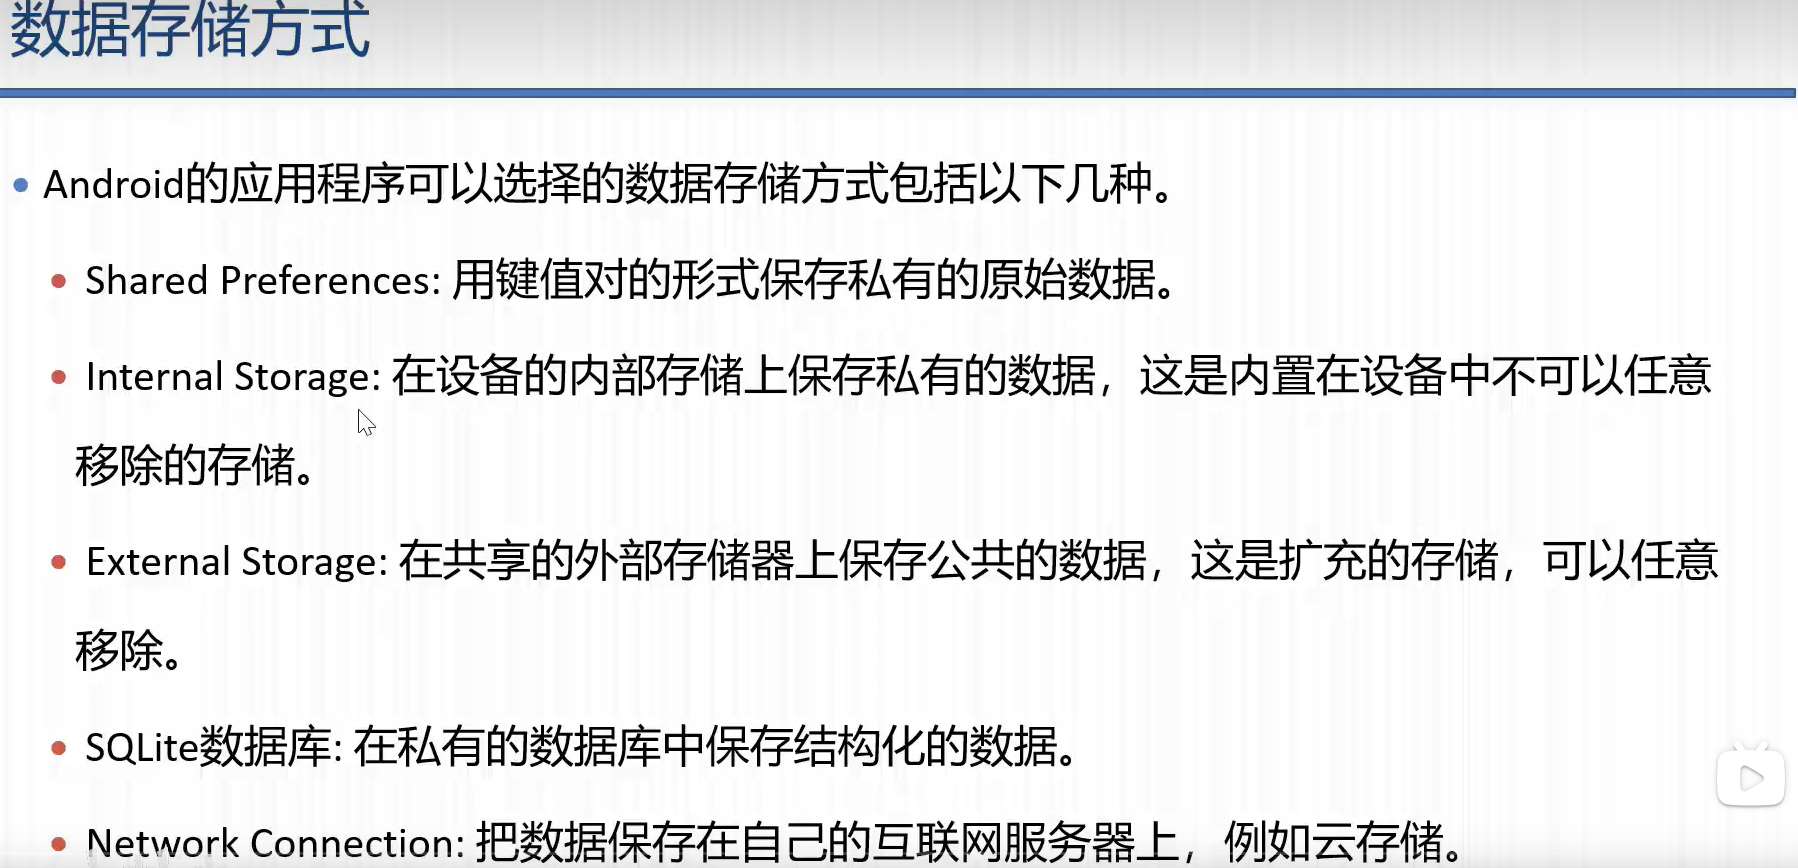 数据存储方式
Android的应用程序可以选择的数据存储方式包括以下几种。
Shared Preferences: 用键值对的形式保存私有的原始数据。
Internal Storage: 在设备的内部存储上保存私有的数据，这是内置在设备中不可以任意
移除的存储。
External Storage: 在共享的外部存储器上保存公共的数据，这是扩充的存储，可以任意
移除。
SQLite数据库: 在私有的数据库中保存结构化的数据。
Network Connection: 把数据保存在自己的互联网服务器上，例如云存储。